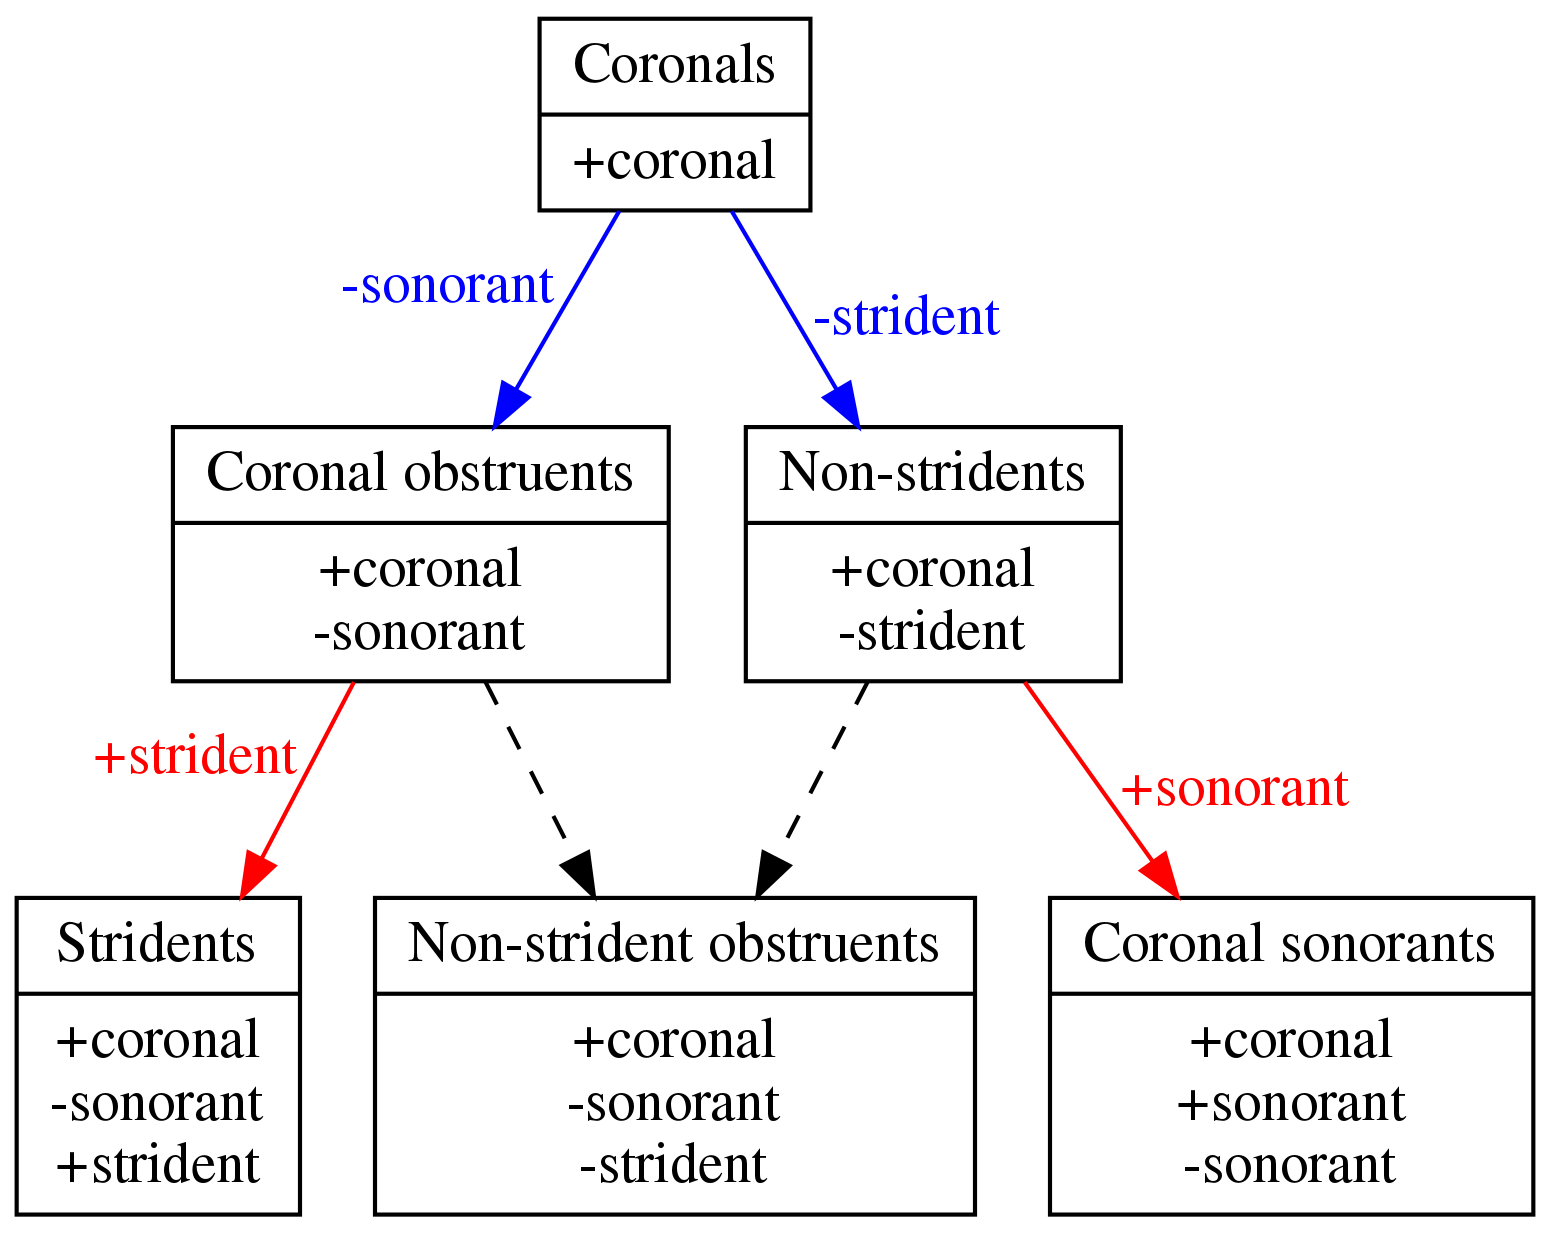 Coronals
+coronal
-sonorant
-strident
Coronal obstruents
+coronal
-sonorant
Non-stridents
+coronal
-strident
+strident
+sonorant
Stridents
+coronal
-sonorant
+strident
Non-strident obstruents
+coronal
-sonorant
-strident
Coronal sonorants
+coronal
+sonorant
-sonorant